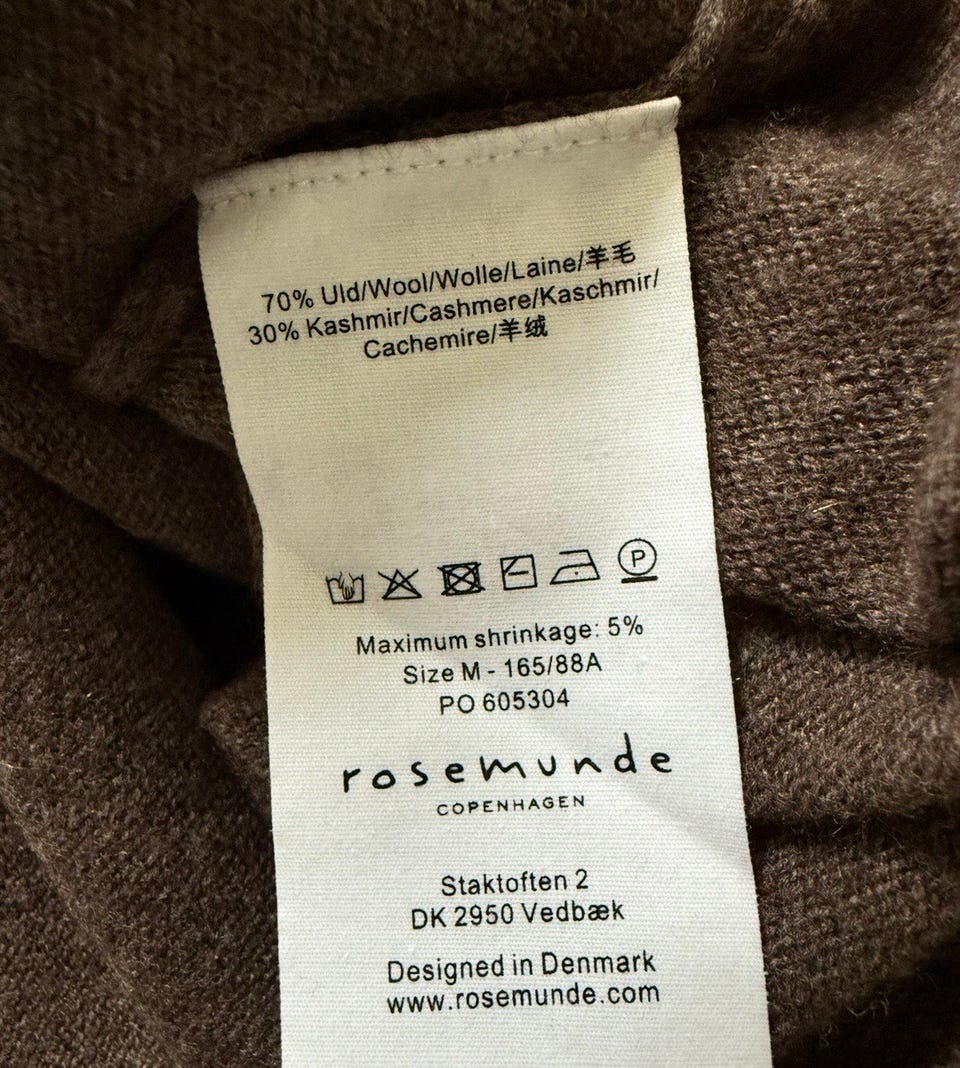 70% Uld/Wool/Wolle/Laine/羊毛
30% Kashmir/Cashmere/Kaschmir/
Cachemire/羊绒
P
Maximum shrinkage: 5%
Size M - 165/88A
PO 605304
rosemunde
COPENHAGEN
Staktoften 2
DK 2950 Vedbæk
Designed in Denmark
www.rosemunde.com